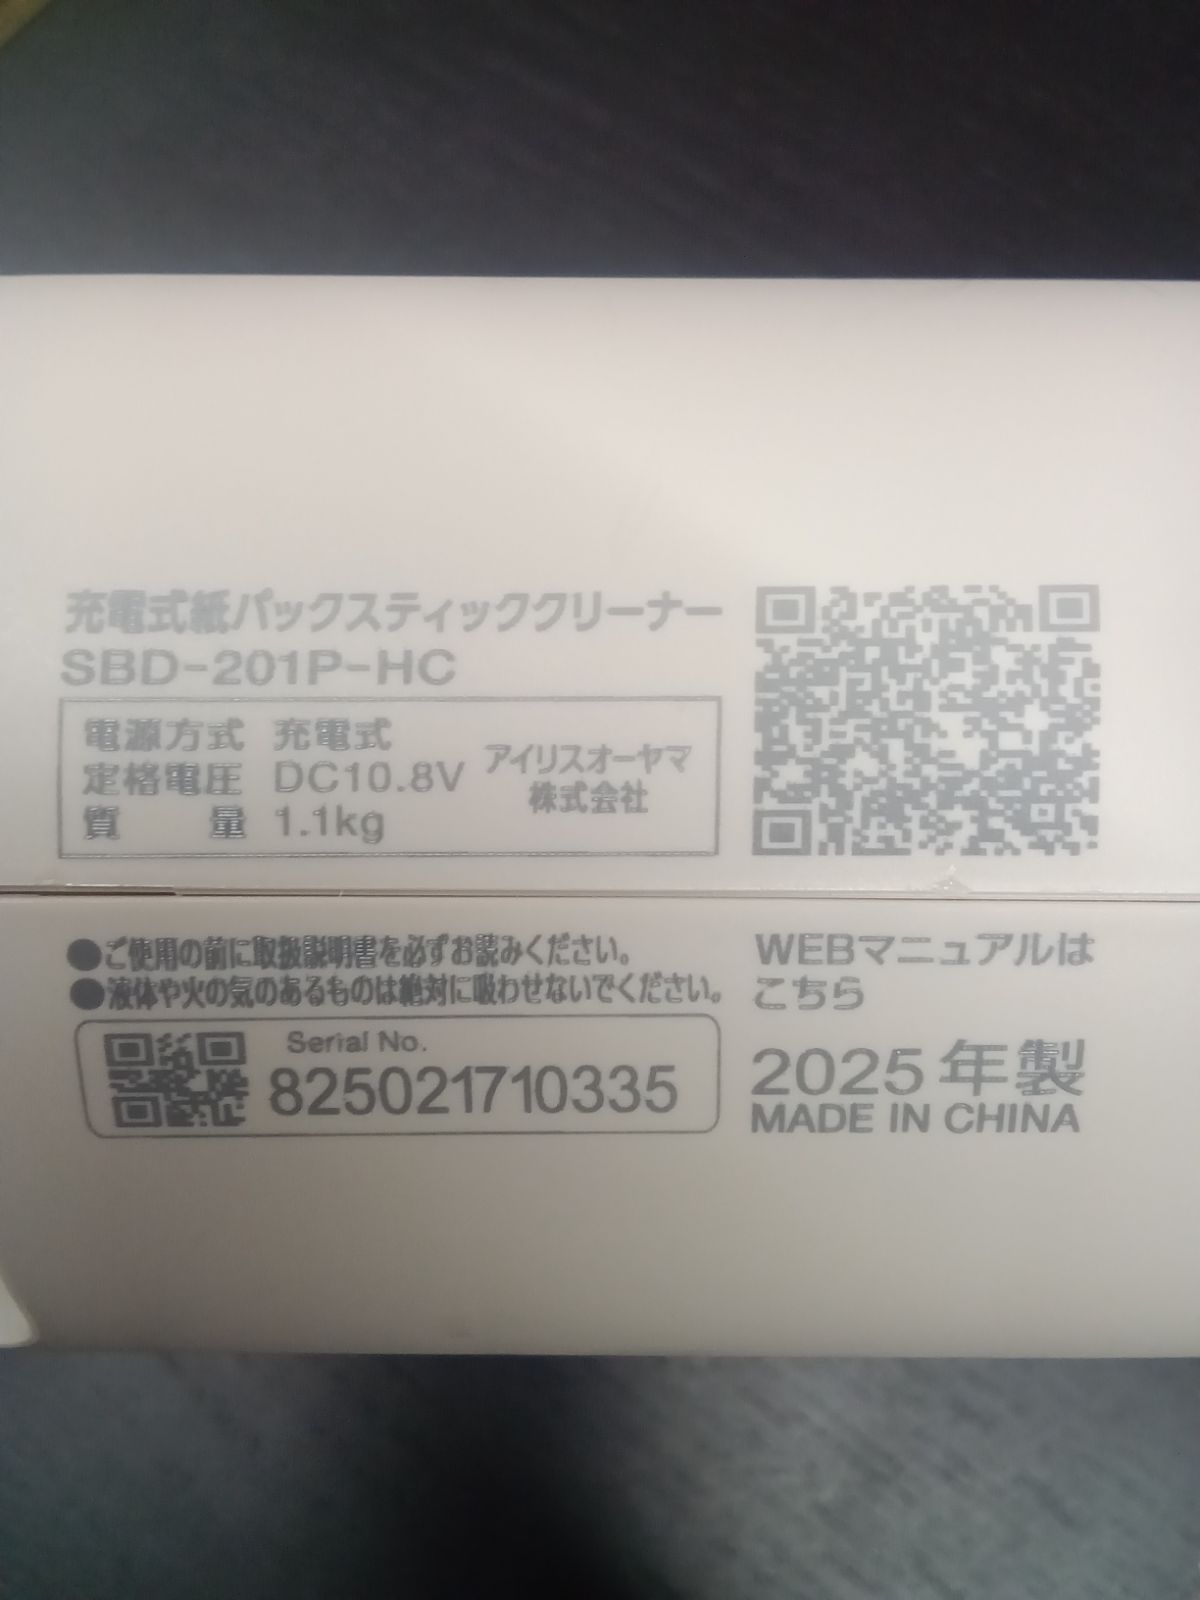 充電式紙パックスティッククリーナー
SBD-201P-HC
電源方式 充電式
定格電圧 DC10.8V
質量 1.1kg
アイリスオーヤマ
株式会社
●ご使用の前に取扱説明書を必ずお読みください。
●液体や火の気のあるものは絶対に吸わせないでください。
WEBマニュアルは
こちら
Serial No.
825021710335
2025年製
MADE IN CHINA